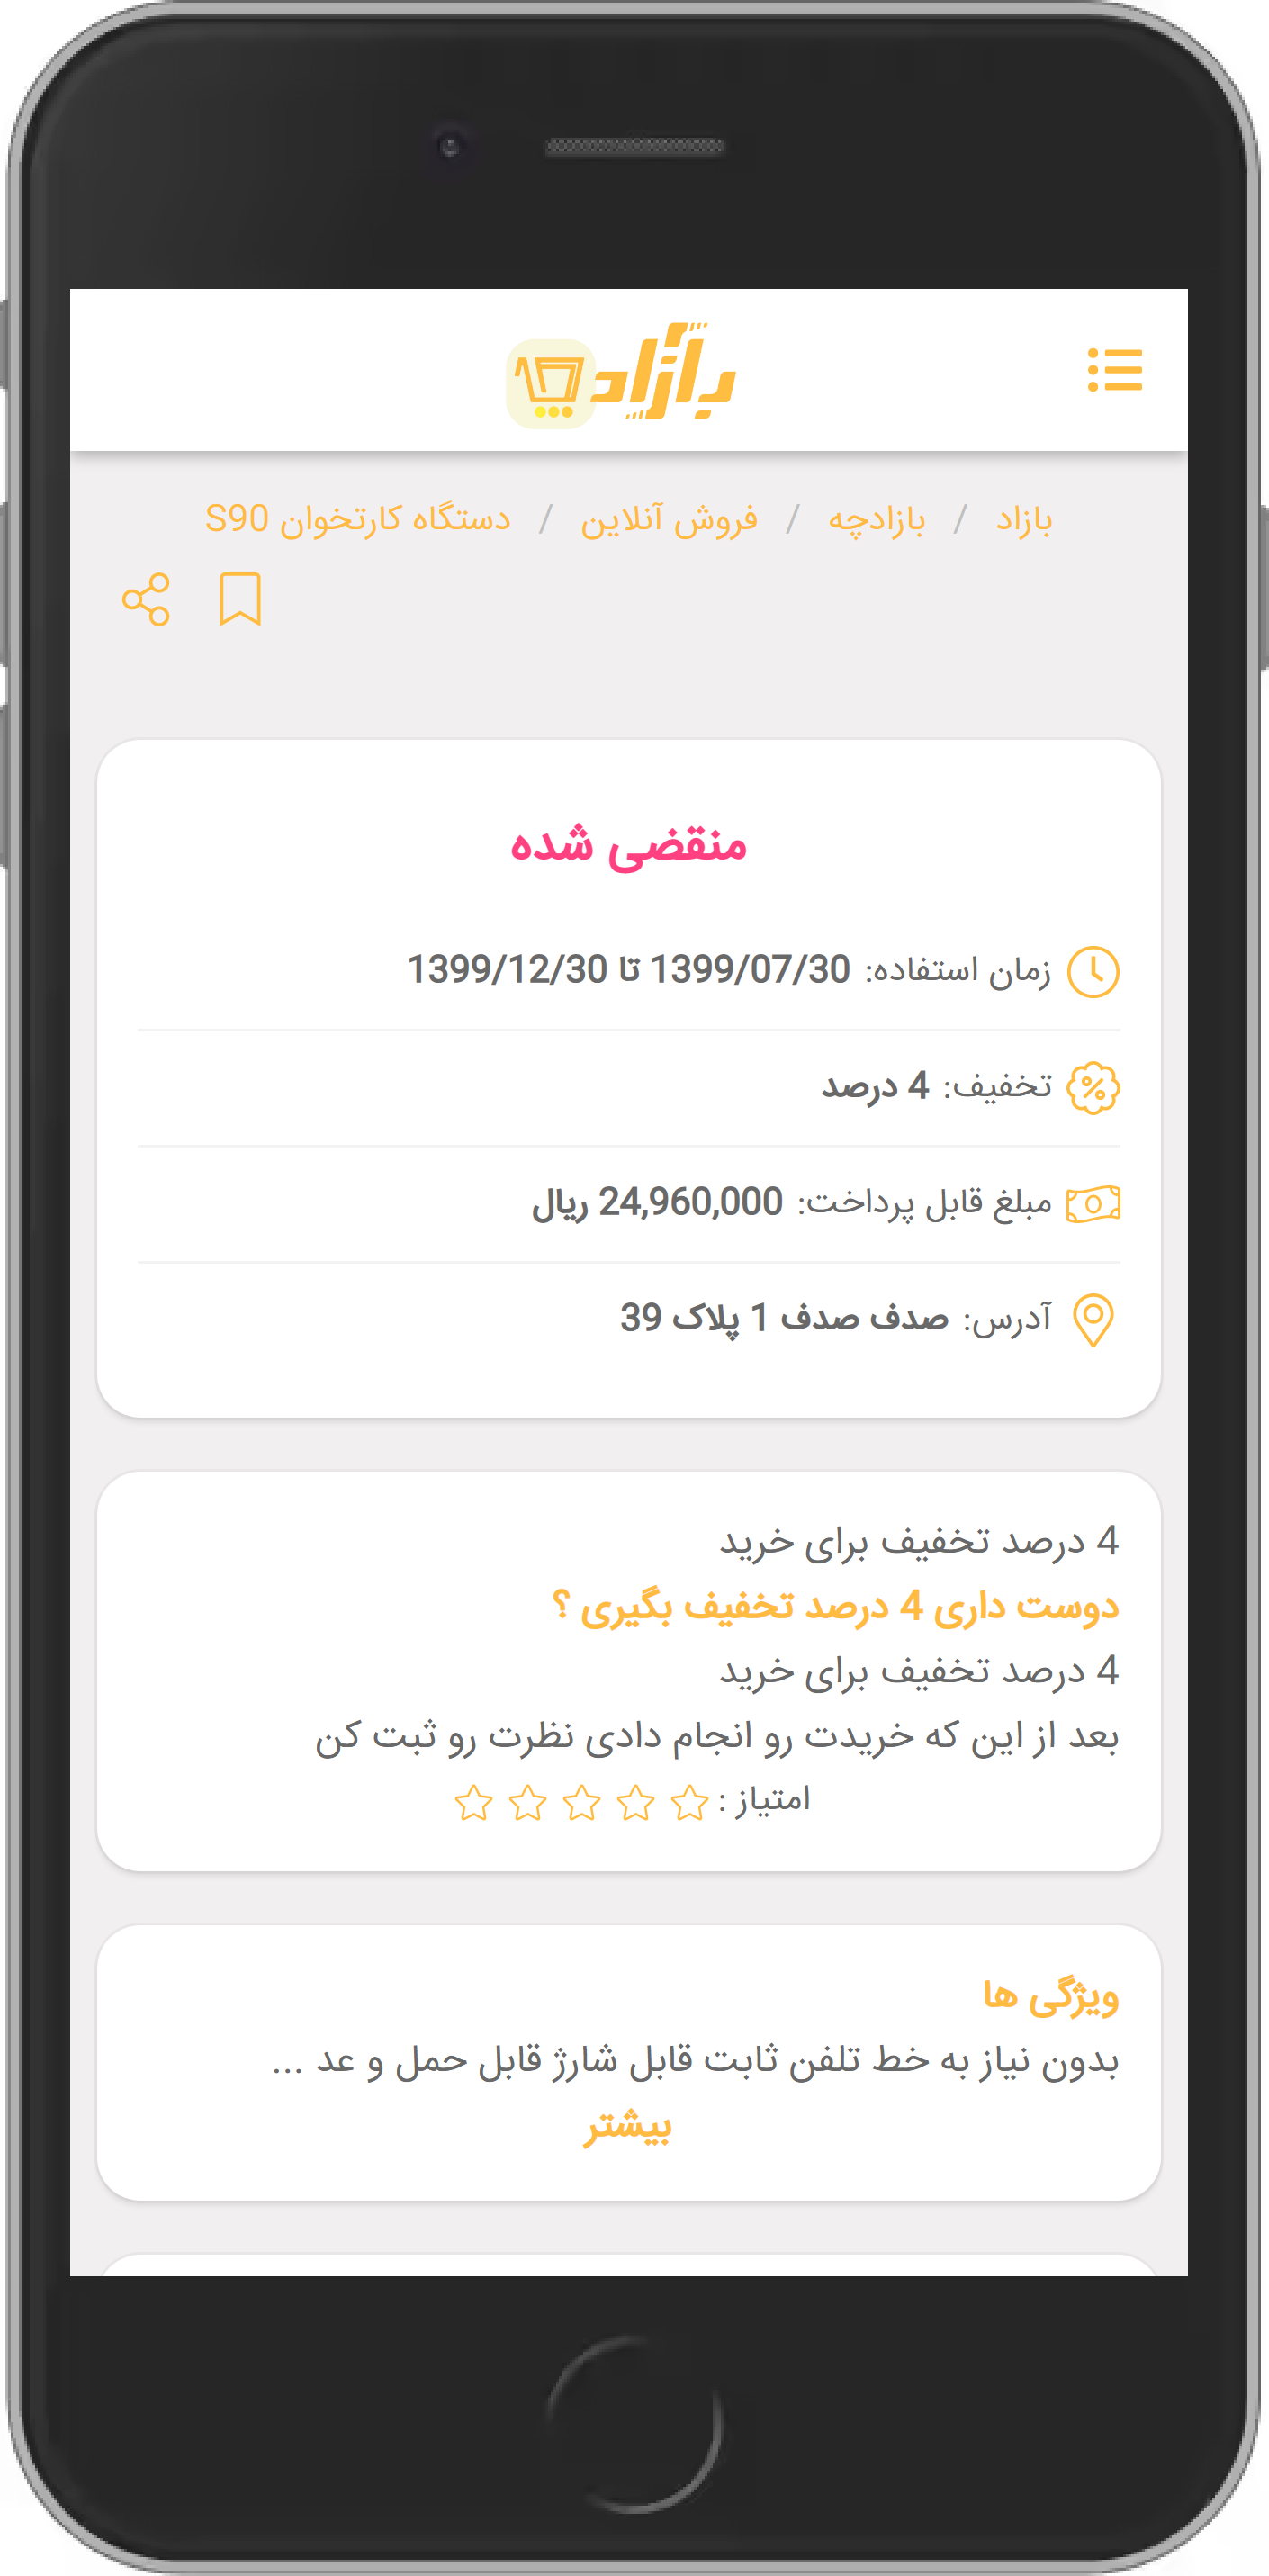 بازاد
بازاد / بازادچه / فروش آنلاین / دستگاه کارتخوان S90
منقضی شده
زمان استفاده: 1399/07/30 تا 1399/12/30
تخفیف: 4 درصد
مبلغ قابل پرداخت: 24,960,000 ریال
آدرس: صدف صدف 1 پلاک 39
4 درصد تخفیف برای خرید
دوست داری 4 درصد تخفیف بگیری ؟
4 درصد تخفیف برای خرید
بعد از این که خریدت رو انجام دادی نظرت رو ثبت کن
امتیاز :
ویژگی ها
بدون نیاز به خط تلفن ثابت قابل شارژ قابل حمل و عد ...
بیشتر